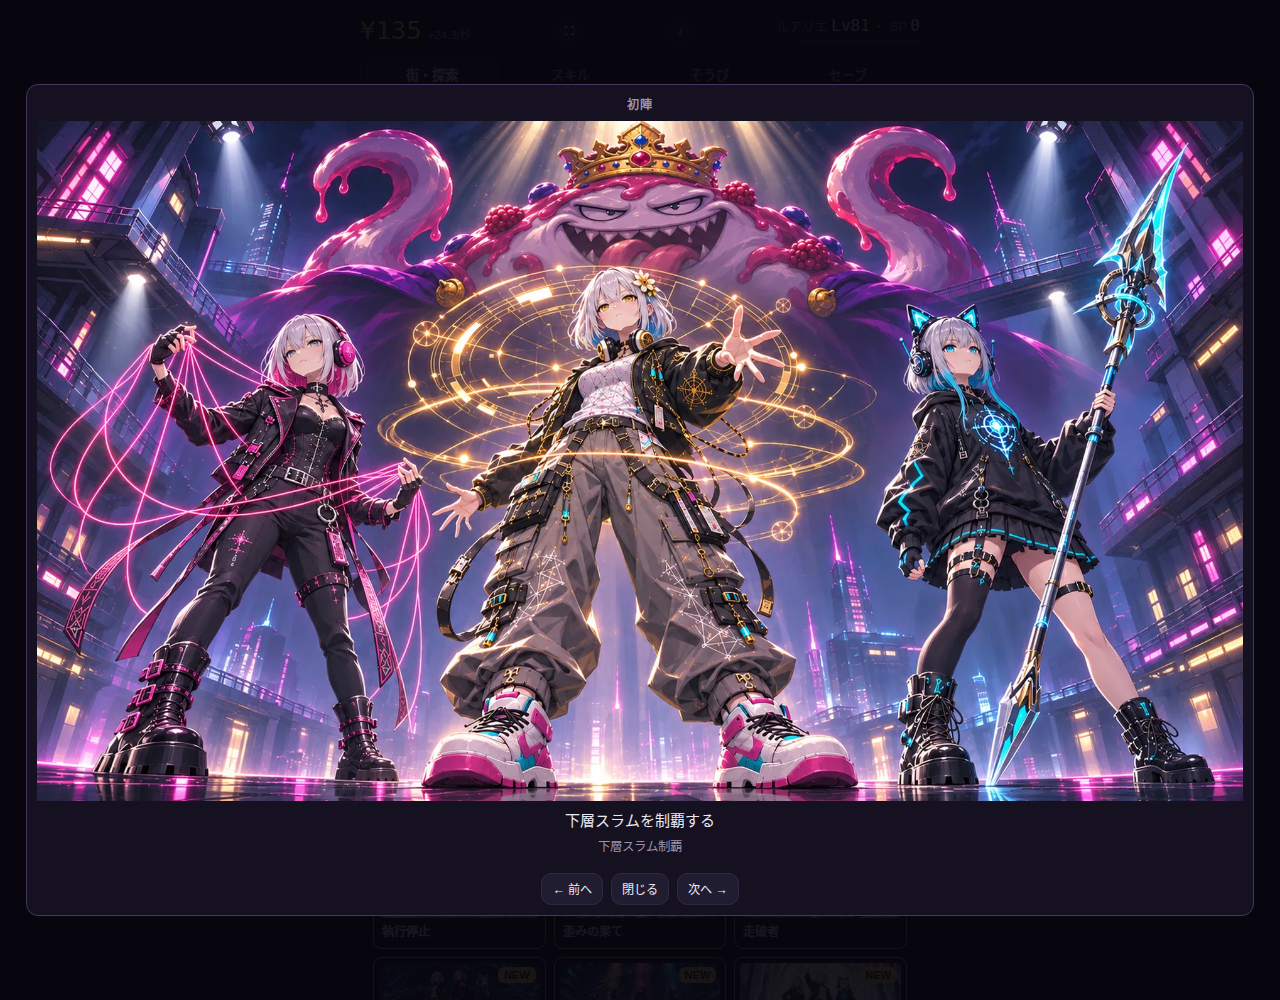 ¥135 +24.3/秒
ルアリエ Lv81 · SP 0
街・探索 スキル そうび セーブ
初陣
下層スラムを制覇する
下層スラム制覇
← 前へ 閉じる 次へ →
執行停止 歪みの果て 走破者
NEW NEW NEW